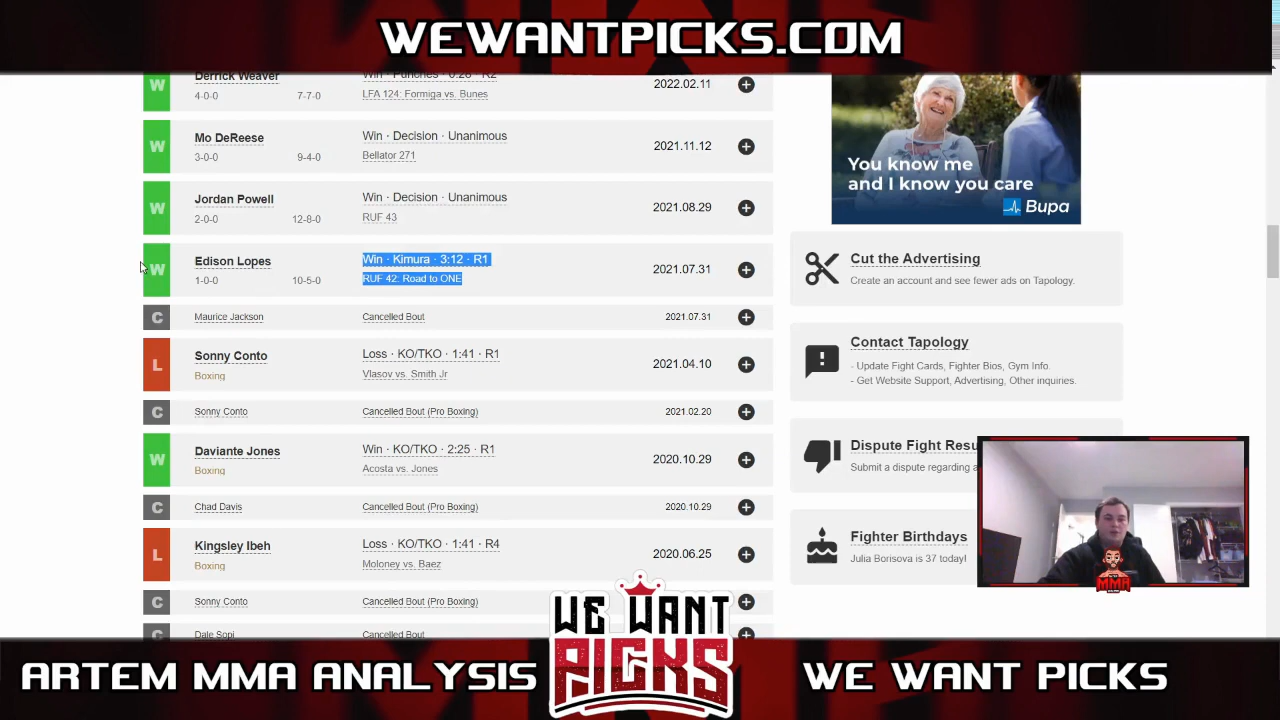 WEWANTPICKS.COM
W
Derrick Weaver
4-0-0 7-7-0
Win · Punches · 0:28 · R2
LFA 124: Formiga vs. Bunes
2022.02.11
W
Mo DeReese
3-0-0 9-4-0
Win · Decision · Unanimous
Bellator 271
2021.11.12
W
Jordan Powell
2-0-0 12-8-0
Win · Decision · Unanimous
RUF 43
2021.08.29
W
Edison Lopes
1-0-0 10-5-0
Win · Kimura · 3:12 · R1
RUF 42: Road to ONE
2021.07.31
C Maurice Jackson Cancelled Bout 2021.07.31
L
Sonny Conto
Boxing
Loss · KO/TKO · 1:41 · R1
Vlasov vs. Smith Jr
2021.04.10
C Sonny Conto Cancelled Bout (Pro Boxing) 2021.02.20
W
Daviante Jones
Boxing
Win · KO/TKO · 2:25 · R1
Acosta vs. Jones
2020.10.29
C Chad Davis Cancelled Bout (Pro Boxing) 2020.10.29
L
Kingsley Ibeh
Boxing
Loss · KO/TKO · 1:41 · R4
Moloney vs. Baez
2020.06.25
C Sonny Conto Cancelled Bout (Pro Boxing)
C Dale Sopi Cancelled Bout
You know me
and I know you care
Bupa
Cut the Advertising
Create an account and see fewer ads on Tapology.
Contact Tapology
- Update Fight Cards, Fighter Bios, Gym Info.
- Get Website Support, Advertising, Other inquiries.
Dispute Fight Resu
Submit a dispute regarding a
Fighter Birthdays
Julia Borisova is 37 today!
MMA
WE WANT
PICKS
ARTEM MMA ANALYSIS
WE WANT PICKS